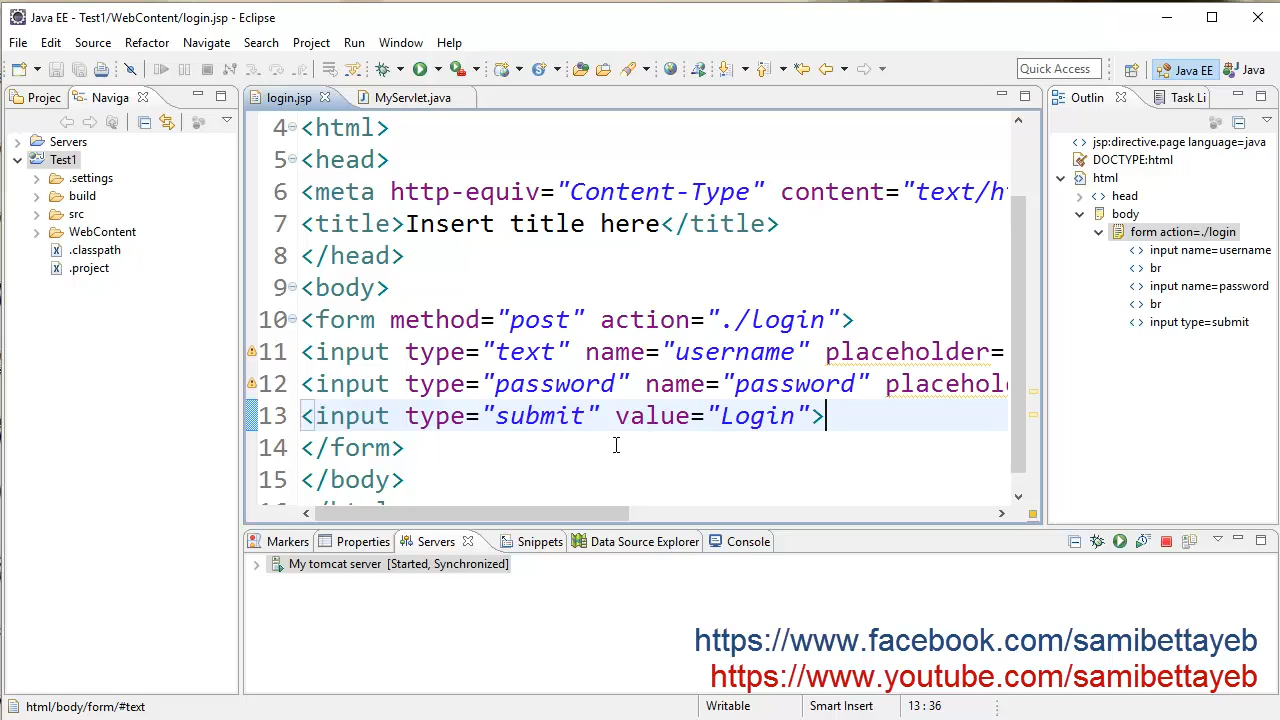 Java EE - Test1/WebContent/login.jsp - Eclipse
File Edit Source Refactor Navigate Search Project Run Window Help
Quick Access
Java EE
Java
Projec
Naviga
Servers
Test1
.settings
build
src
WebContent
.classpath
.project
login.jsp
MyServlet.java
4 <html>
5 <head>
6 <meta http-equiv="Content-Type" content="text/h
7 <title>Insert title here</title>
8 </head>
9 <body>
10 <form method="post" action="./login">
11 <input type="text" name="username" placeholder=
12 <input type="password" name="password" placehol
13 <input type="submit" value="Login">
14 </form>
15 </body>
Outlin
Task Li
jsp:directive.page language=java
DOCTYPE:html
html
head
body
form action=./login
input name=username
br
input name=password
br
input type=submit
Markers Properties Servers Snippets Data Source Explorer Console
My tomcat server [Started, Synchronized]
https://www.facebook.com/samibettayeb
https://www.youtube.com/samibettayeb
html/body/form/#text
Writable
Smart Insert
13 : 36